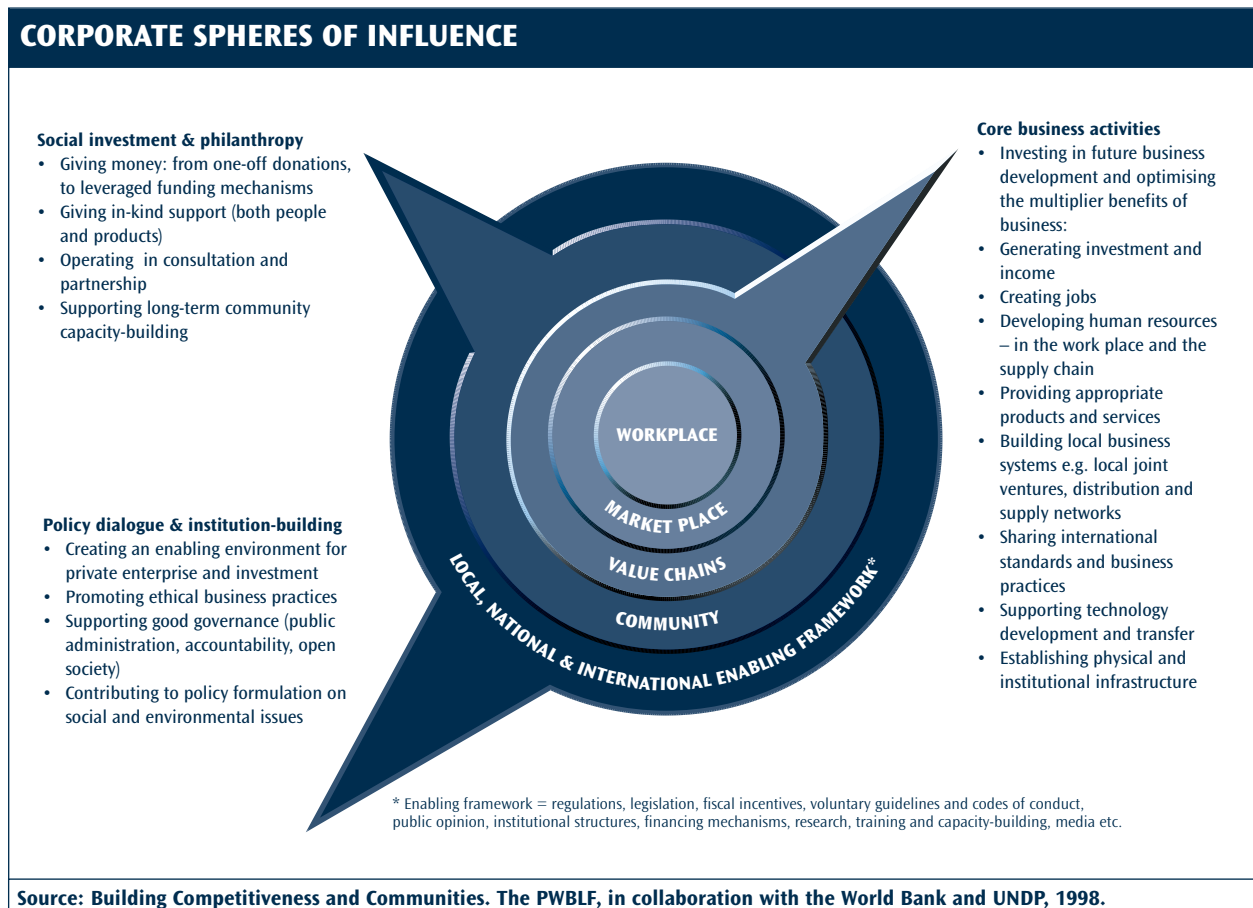 CORPORATE SPHERES OF INFLUENCE
Social investment & philanthropy
• Giving money: from one-off donations,
to leveraged funding mechanisms
• Giving in-kind support (both people
and products)
• Operating in consultation and
partnership
• Supporting long-term community
capacity-building
Policy dialogue & institution-building
• Creating an enabling environment for
private enterprise and investment
• Promoting ethical business practices
• Supporting good governance (public
administration, accountability, open
society)
• Contributing to policy formulation on
social and environmental issues
WORKPLACE
MARKET PLACE
VALUE CHAINS
COMMUNITY
LOCAL, NATIONAL & INTERNATIONAL ENABLING FRAMEWORK*
Core business activities
• Investing in future business
development and optimising
the multiplier benefits of
business:
• Generating investment and
income
• Creating jobs
• Developing human resources
– in the work place and the
supply chain
• Providing appropriate
products and services
• Building local business
systems e.g. local joint
ventures, distribution and
supply networks
• Sharing international
standards and business
practices
• Supporting technology
development and transfer
• Establishing physical and
institutional infrastructure
* Enabling framework = regulations, legislation, fiscal incentives, voluntary guidelines and codes of conduct,
public opinion, institutional structures, financing mechanisms, research, training and capacity-building, media etc.
Source: Building Competitiveness and Communities. The PWBLF, in collaboration with the World Bank and UNDP, 1998.